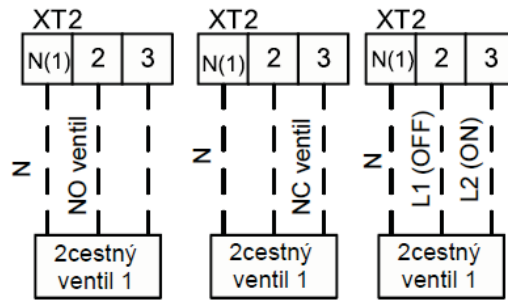 XT2
N(1) 2 3
N
NO ventil
2cestný
ventil 1
XT2
N(1) 2 3
N
NC ventil
2cestný
ventil 1
XT2
N(1) 2 3
N
L1 (OFF)
L2 (ON)
2cestný
ventil 1